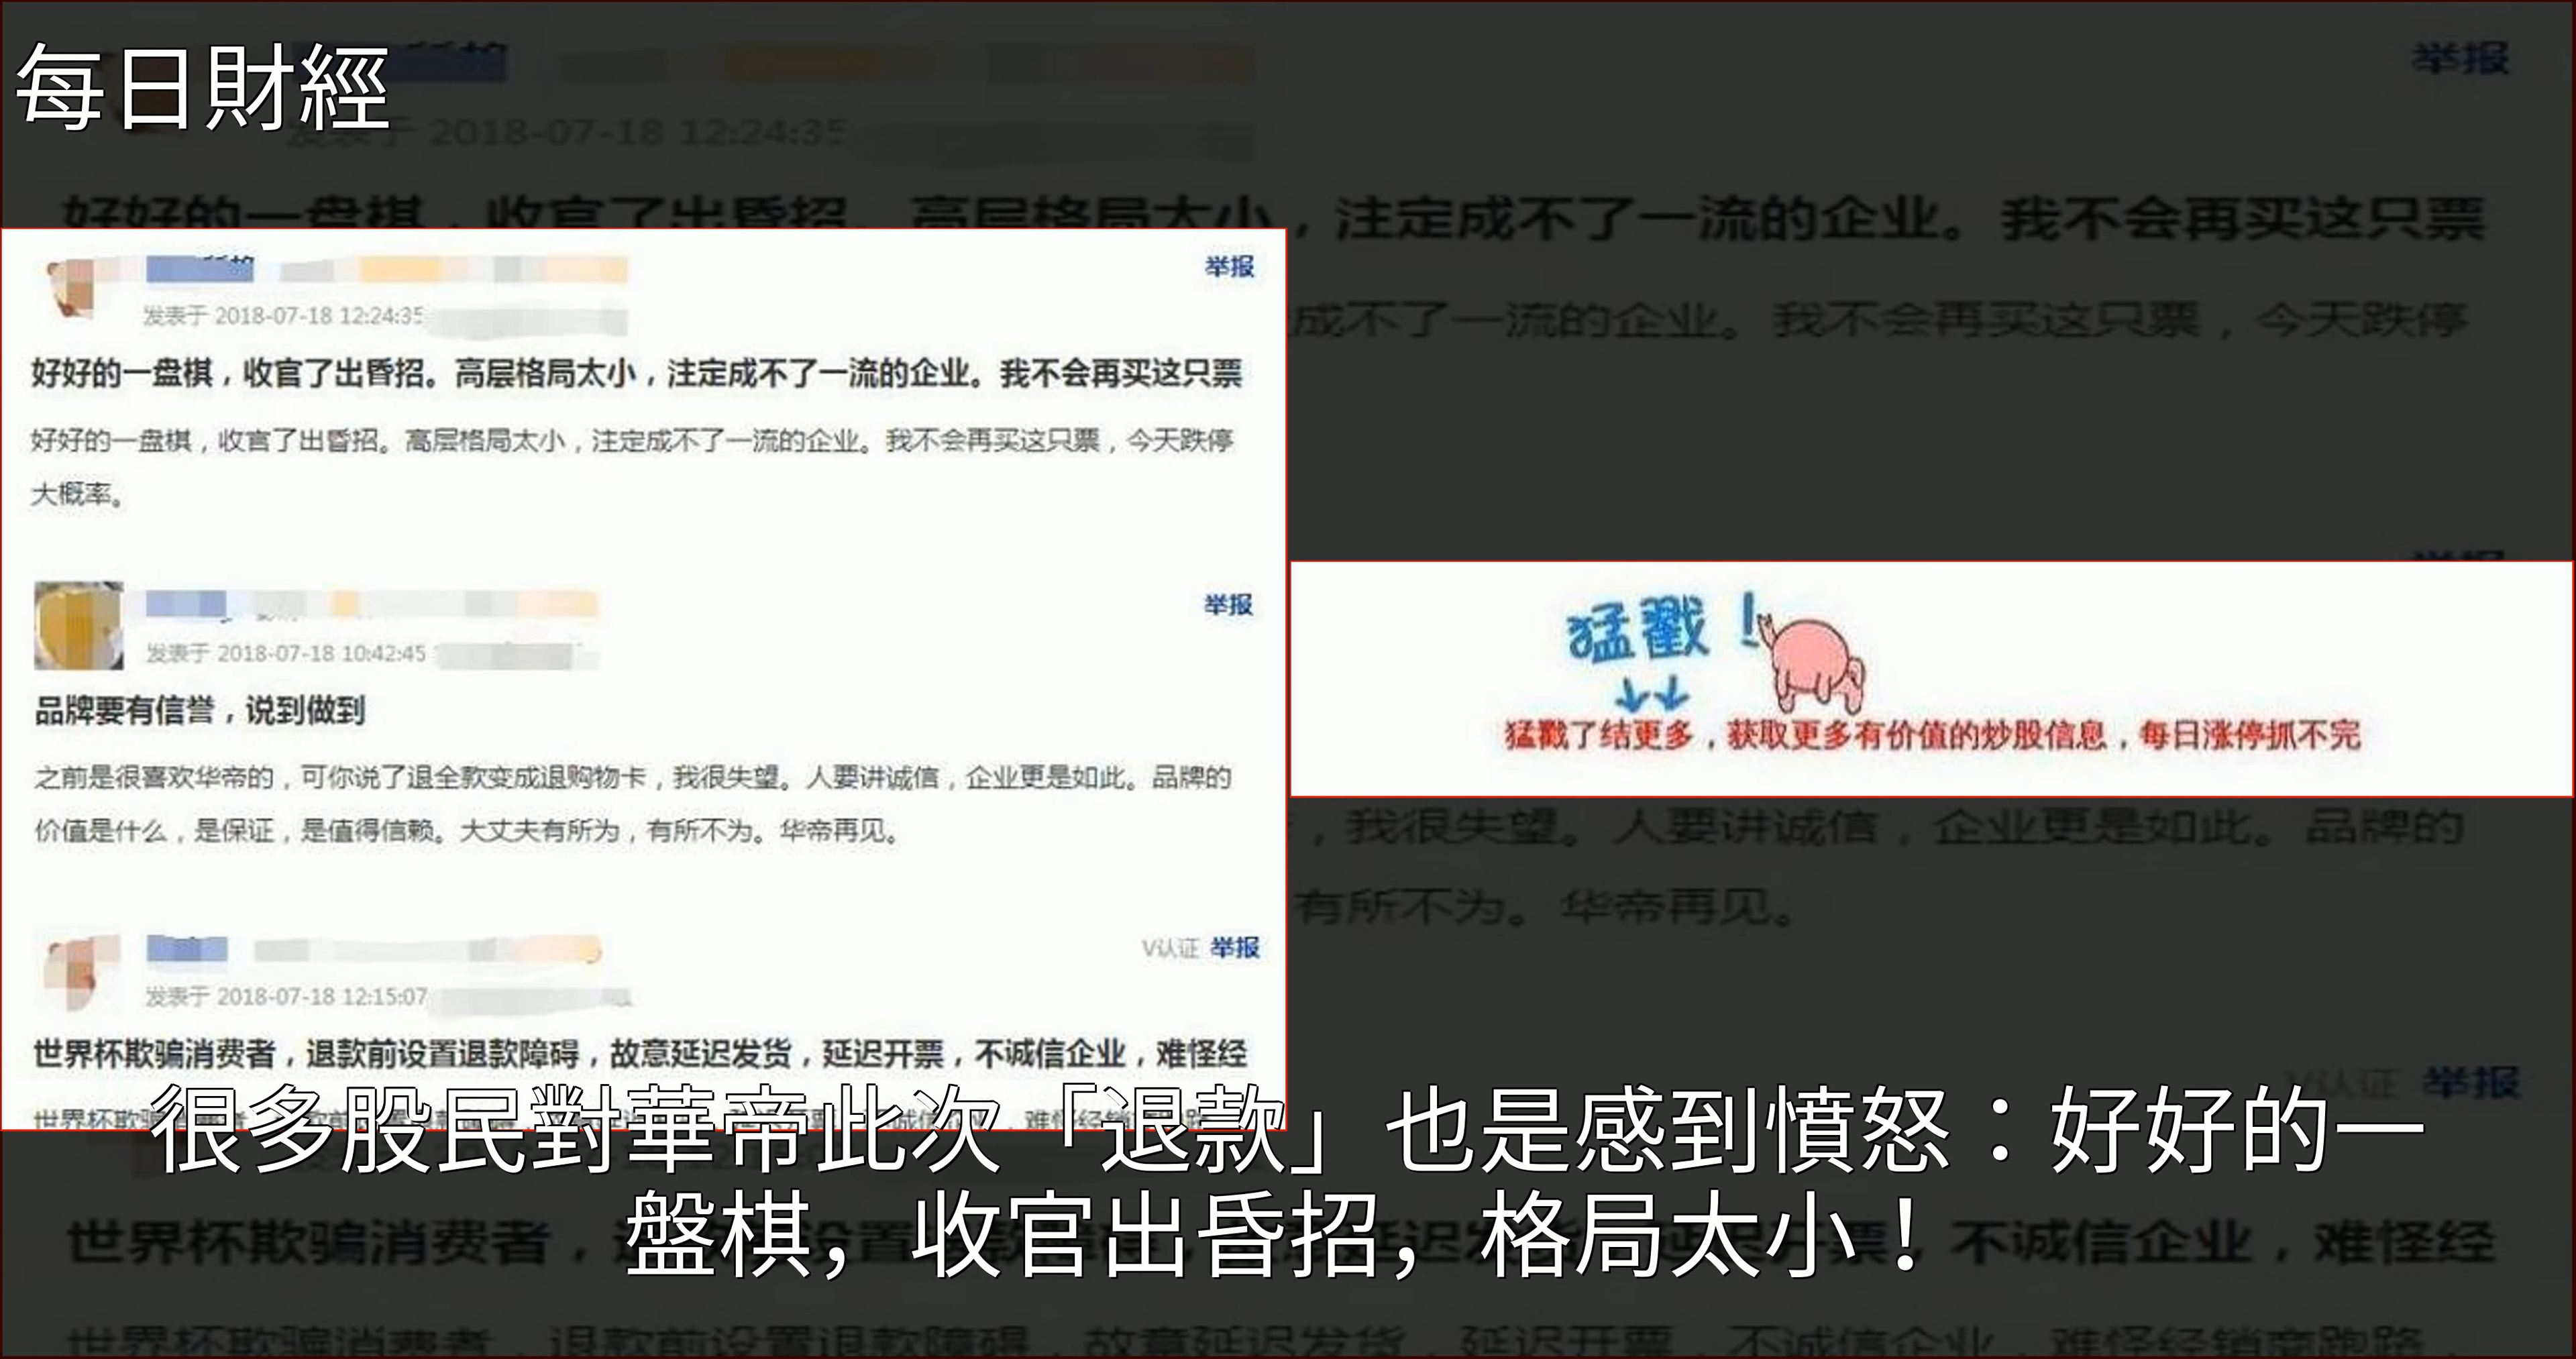 每日財經
举报
发表于 2018-07-18 12:24:35
好好的一盘棋，收官了出昏招。高层格局太小，注定成不了一流的企业。我不会再买这只票
好好的一盘棋，收官了出昏招。高层格局太小，注定成不了一流的企业。我不会再买这只票，今天跌停
大概率。
举报
发表于 2018-07-18 10:42:45
品牌要有信誉，说到做到
之前是很喜欢华帝的，可你说了退全款变成退购物卡，我很失望。人要讲诚信，企业更是如此。品牌的
价值是什么，是保证，是值得信赖。大丈夫有所为，有所不为。华帝再见。
V认证 举报
发表于 2018-07-18 12:15:07
世界杯欺骗消费者，退款前设置退款障碍，故意延迟发货，延迟开票，不诚信企业，难怪经
猛戳！
猛戳了结更多，获取更多有价值的炒股信息，每日涨停抓不完
很多股民對華帝此次「退款」也是感到憤怒：好好的一
盤棋，收官出昏招，格局太小！